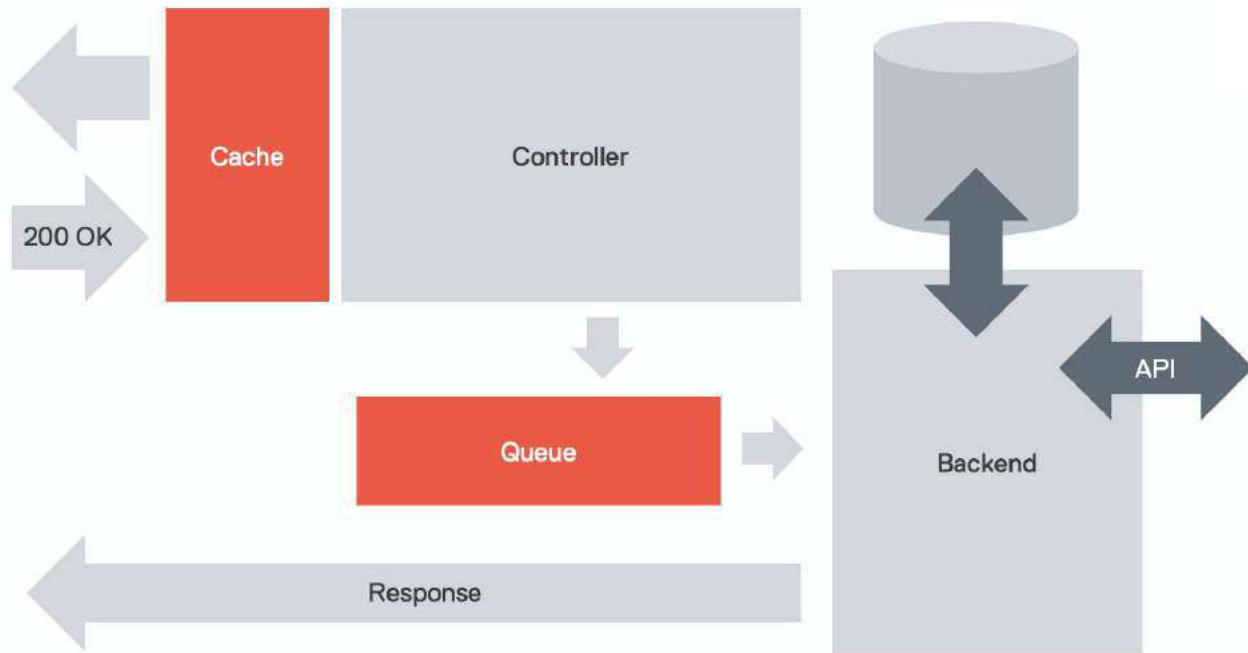 Cache
Controller
200 OK
API
Queue
Backend
Response